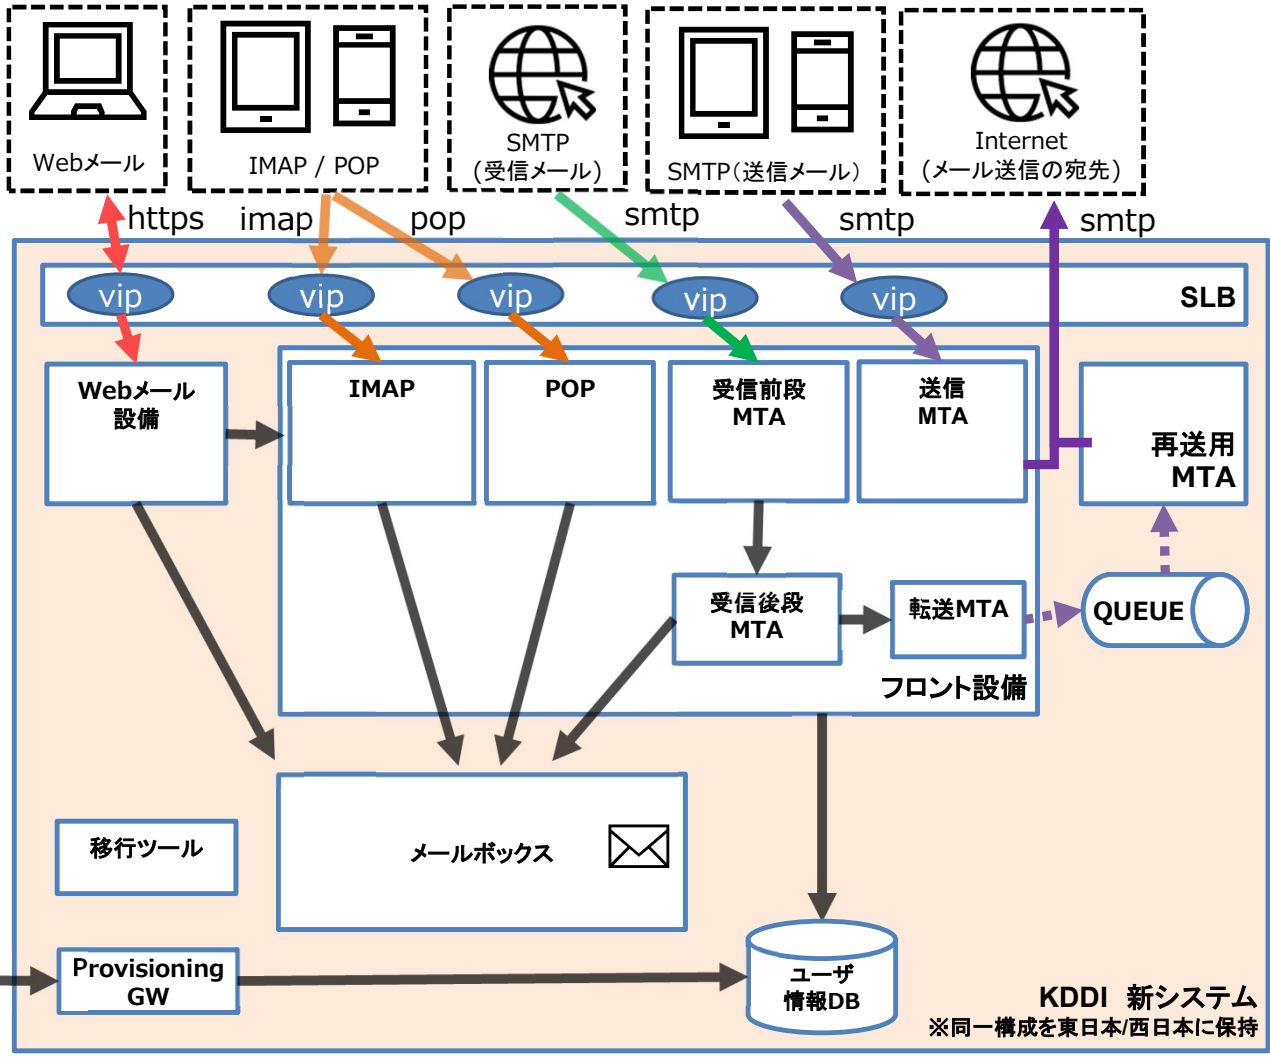 Webメール
IMAP / POP
SMTP
(受信メール)
SMTP(送信メール)
Internet
(メール送信の宛先)
https
imap
pop
smtp
smtp
smtp
vip
vip
vip
vip
vip
SLB
Webメール
設備
IMAP
POP
受信前段
MTA
送信
MTA
再送用
MTA
受信後段
MTA
転送MTA
QUEUE
フロント設備
移行ツール
メールボックス
Provisioning
GW
ユーザ
情報DB
KDDI 新システム
※同一構成を東日本/西日本に保持